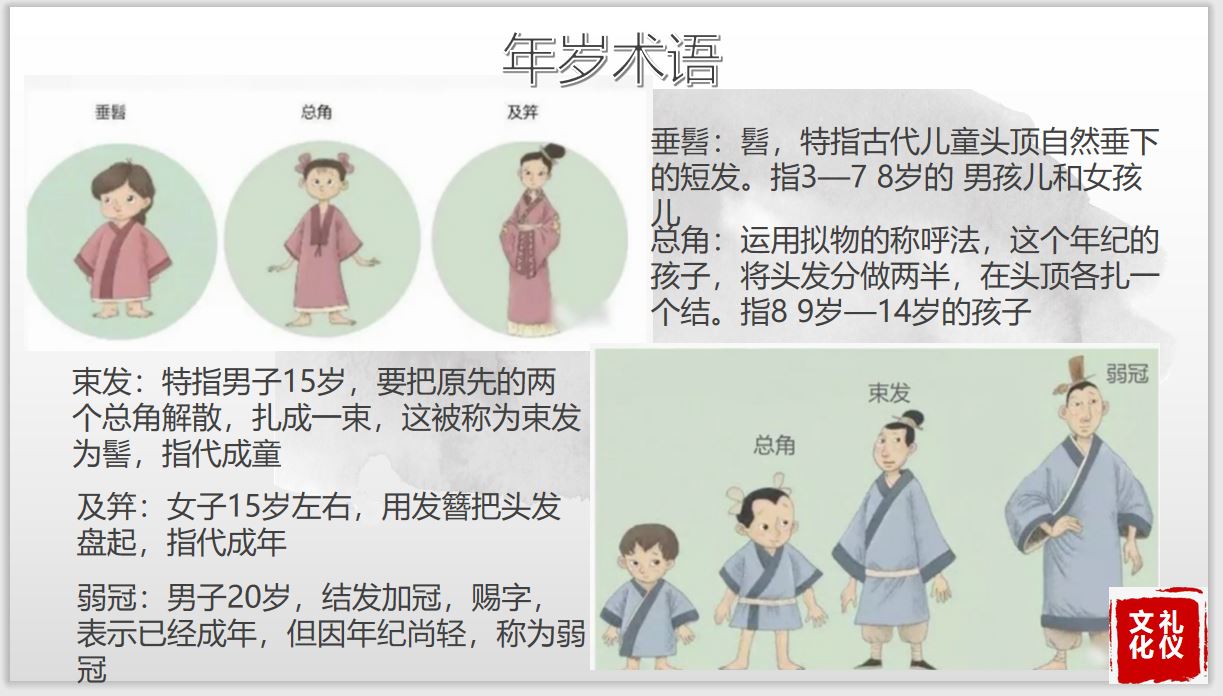 年岁术语
垂髫
总角
及笄
垂髫：髫，特指古代儿童头顶自然垂下
的短发。指3—7 8岁的 男孩儿和女孩
儿
总角：运用拟物的称呼法，这个年纪的
孩子，将头发分做两半，在头顶各扎一
个结。指8 9岁—14岁的孩子
束发：特指男子15岁，要把原先的两
个总角解散，扎成一束，这被称为束发
为髻，指代成童
及笄：女子15岁左右，用发簪把头发
盘起，指代成年
弱冠：男子20岁，结发加冠，赐字，
表示已经成年，但因年纪尚轻，称为弱
冠
总角
束发
弱冠
礼仪
文化